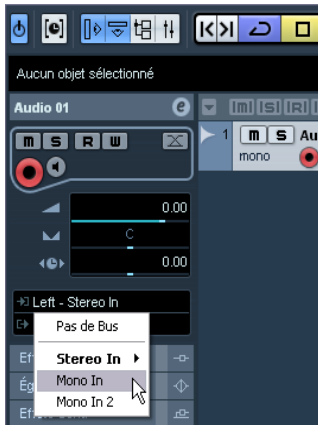 Aucun objet sélectionné
Audio 01 e
M S R W
0.00
C
0.00
Left - Stereo In
Pas de Bus
Stereo In
Mono In
Mono In 2
M S R
1 M S Au
mono